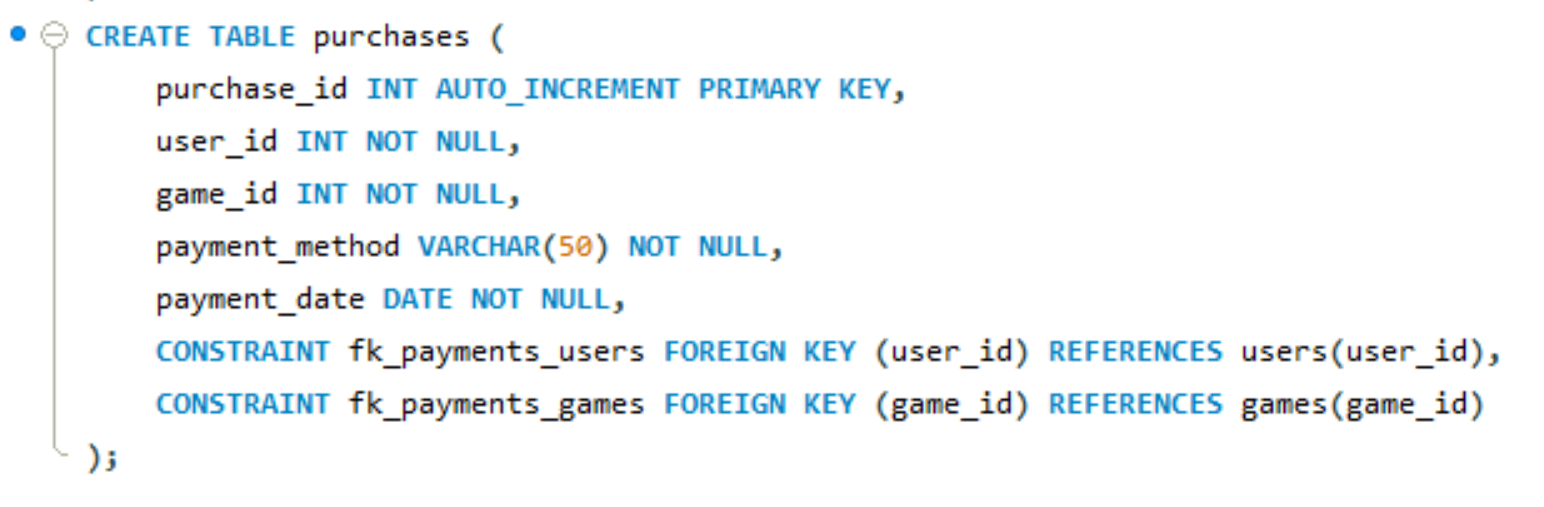 CREATE TABLE purchases (
purchase_id INT AUTO_INCREMENT PRIMARY KEY,
user_id INT NOT NULL,
game_id INT NOT NULL,
payment_method VARCHAR(50) NOT NULL,
payment_date DATE NOT NULL,
CONSTRAINT fk_payments_users FOREIGN KEY (user_id) REFERENCES users(user_id),
CONSTRAINT fk_payments_games FOREIGN KEY (game_id) REFERENCES games(game_id)
);